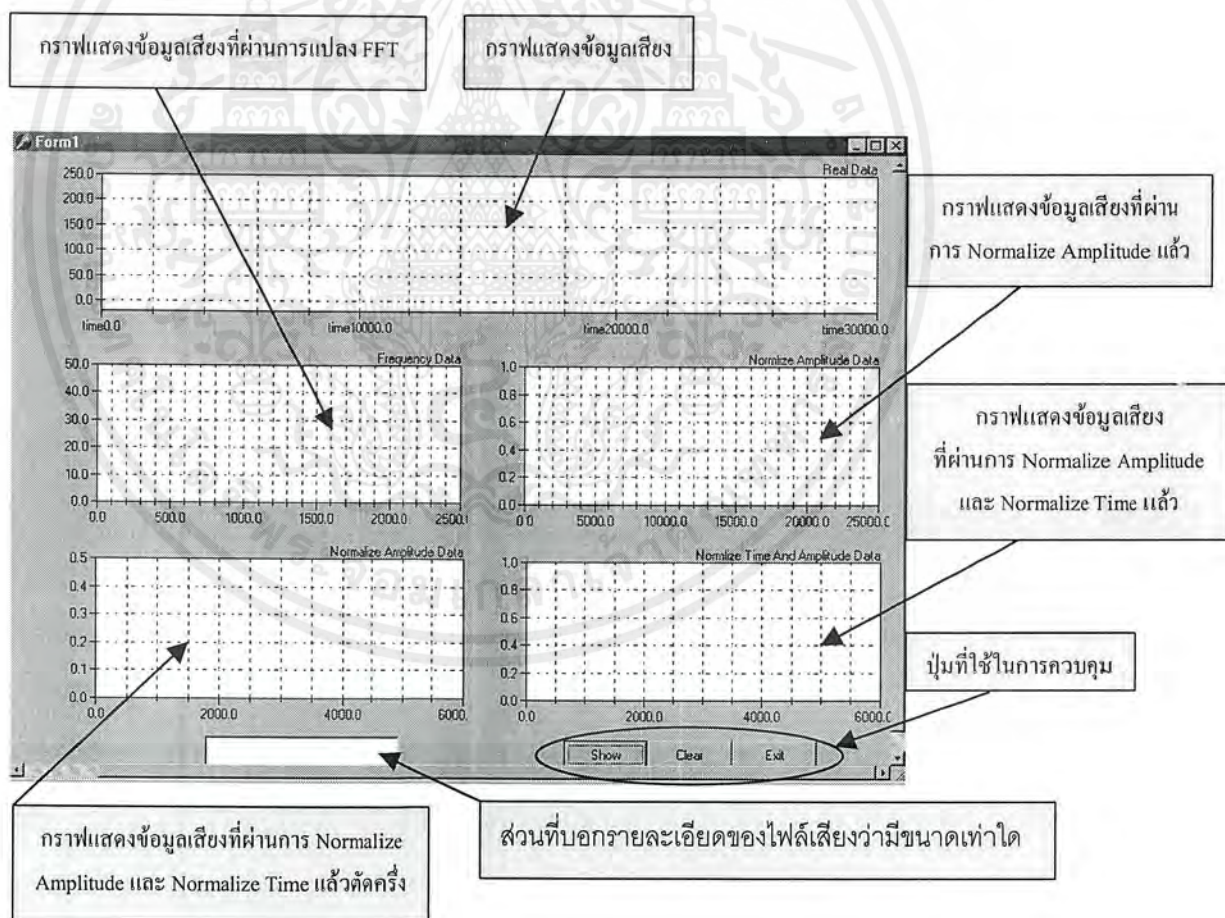 กราฟแสดงข้อมูลเสียงที่ผ่านการแปลง FFT
กราฟแสดงข้อมูลเสียง
Form1
Real Data
250.0
200.0
150.0
100.0
50.0
0.0
time0.0 time10000.0 time20000.0 time30000.0
กราฟแสดงข้อมูลเสียงที่ผ่าน
การ Normalize Amplitude แล้ว
Frequency Data
50.0
40.0
30.0
20.0
10.0
0.0
0.0 500.0 1000.0 1500.0 2000.0 2500.0
Normlize Amplitude Data
1.0
0.8
0.6
0.4
0.2
0.0
0.0 5000.0 10000.0 15000.0 20000.0 25000.0
กราฟแสดงข้อมูลเสียง
ที่ผ่านการ Normalize Amplitude
และ Normalize Time แล้ว
Normalize Amplitude Data
0.5
0.4
0.3
0.2
0.1
0.0
0.0 2000.0 4000.0 6000.
Normlize Time And Amplitude Data
1.0
0.8
0.6
0.4
0.2
0.0
0.0 2000.0 4000.0 6000.0
ปุ่มที่ใช้ในการควบคุม
Show Clear Exit
กราฟแสดงข้อมูลเสียงที่ผ่านการ Normalize
Amplitude และ Normalize Time แล้วตัดครึ่ง
ส่วนที่บอกรายละเอียดของไฟล์เสียงว่ามีขนาดเท่าใด